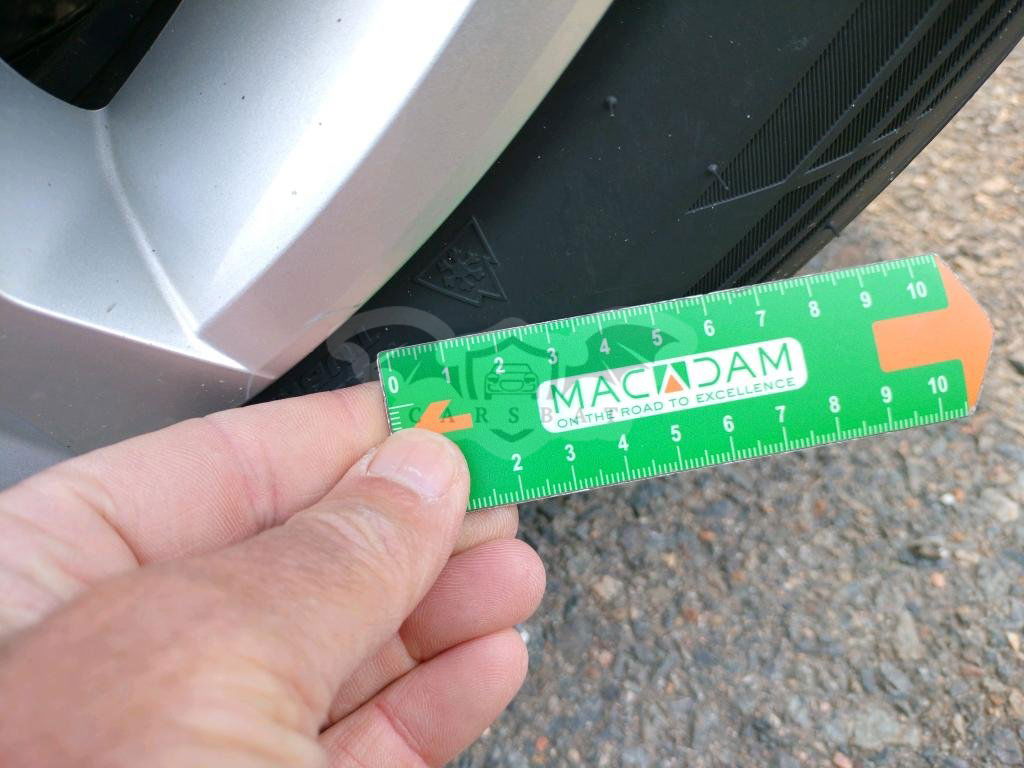 0 1 2 3 4 5 6 7 8 9 10
MACADAM
ON THE ROAD TO EXCELLENCE
CARSBAT
2 3 4 5 6 7 8 9 10